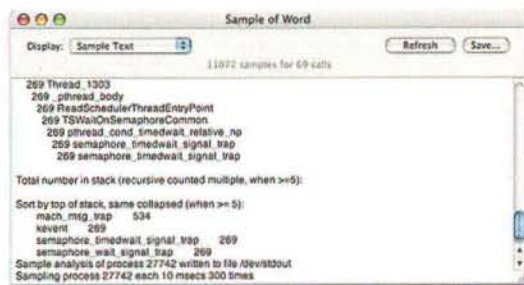 Sample of Word
Display: Sample Text Refresh Save...
11072 samples for 69 calls
269 Thread_1303
269 _pthread_body
269 ReadSchedulerThreadEntryPoint
269 TSWaitOnSemaphoreCommon
269 pthread_cond_timedwait_relative_np
269 semaphore_timedwait_signal_trap
269 semaphore_timedwait_signal_trap
Total number in stack (recursive counted multiple, when >=5):
Sort by top of stack, same collapsed (when >= 5):
mach_msg_trap 534
kevent 269
semaphore_timedwait_signal_trap 269
semaphore_wait_signal_trap 269
Sample analysis of process 27742 written to file /dev/stdout
Sampling process 27742 each 10 msecs 300 times